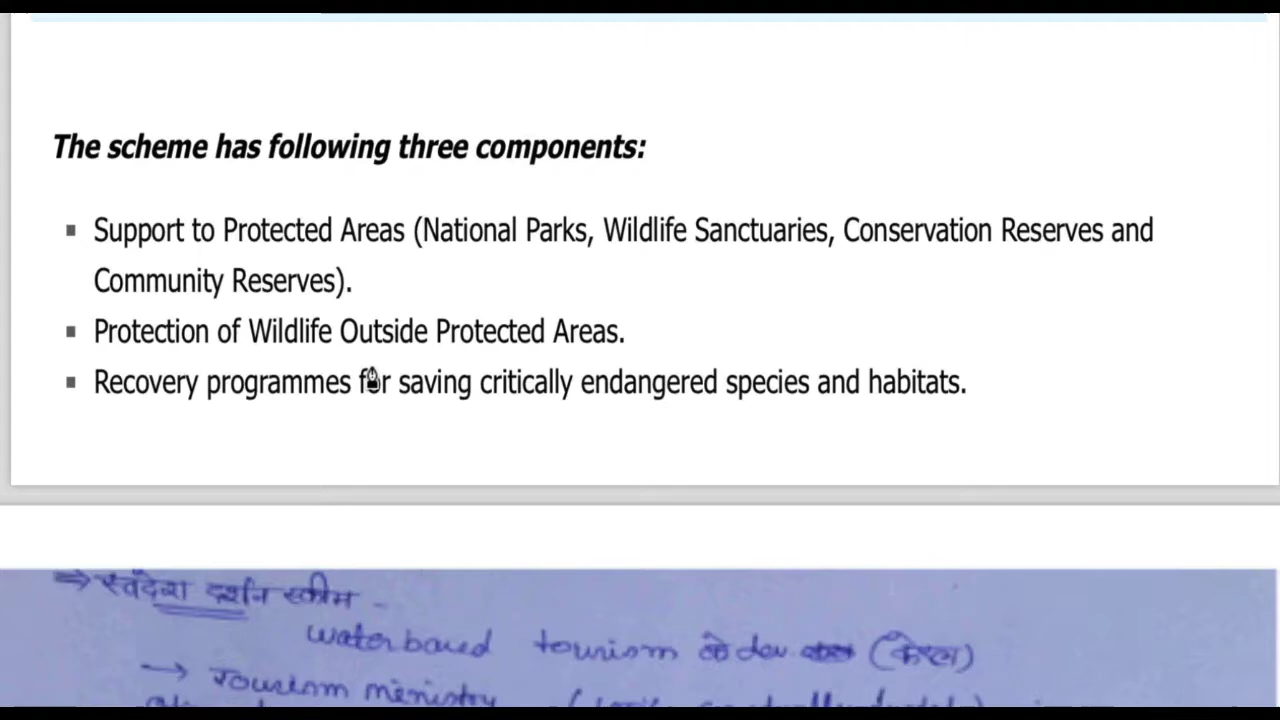 The scheme has following three components:
▪ Support to Protected Areas (National Parks, Wildlife Sanctuaries, Conservation Reserves and
Community Reserves).
▪ Protection of Wildlife Outside Protected Areas.
▪ Recovery programmes for saving critically endangered species and habitats.
⇒ स्वदेश दर्शन स्कीम -
waterbased tourism को dev (केरल)
→ Tourism ministry